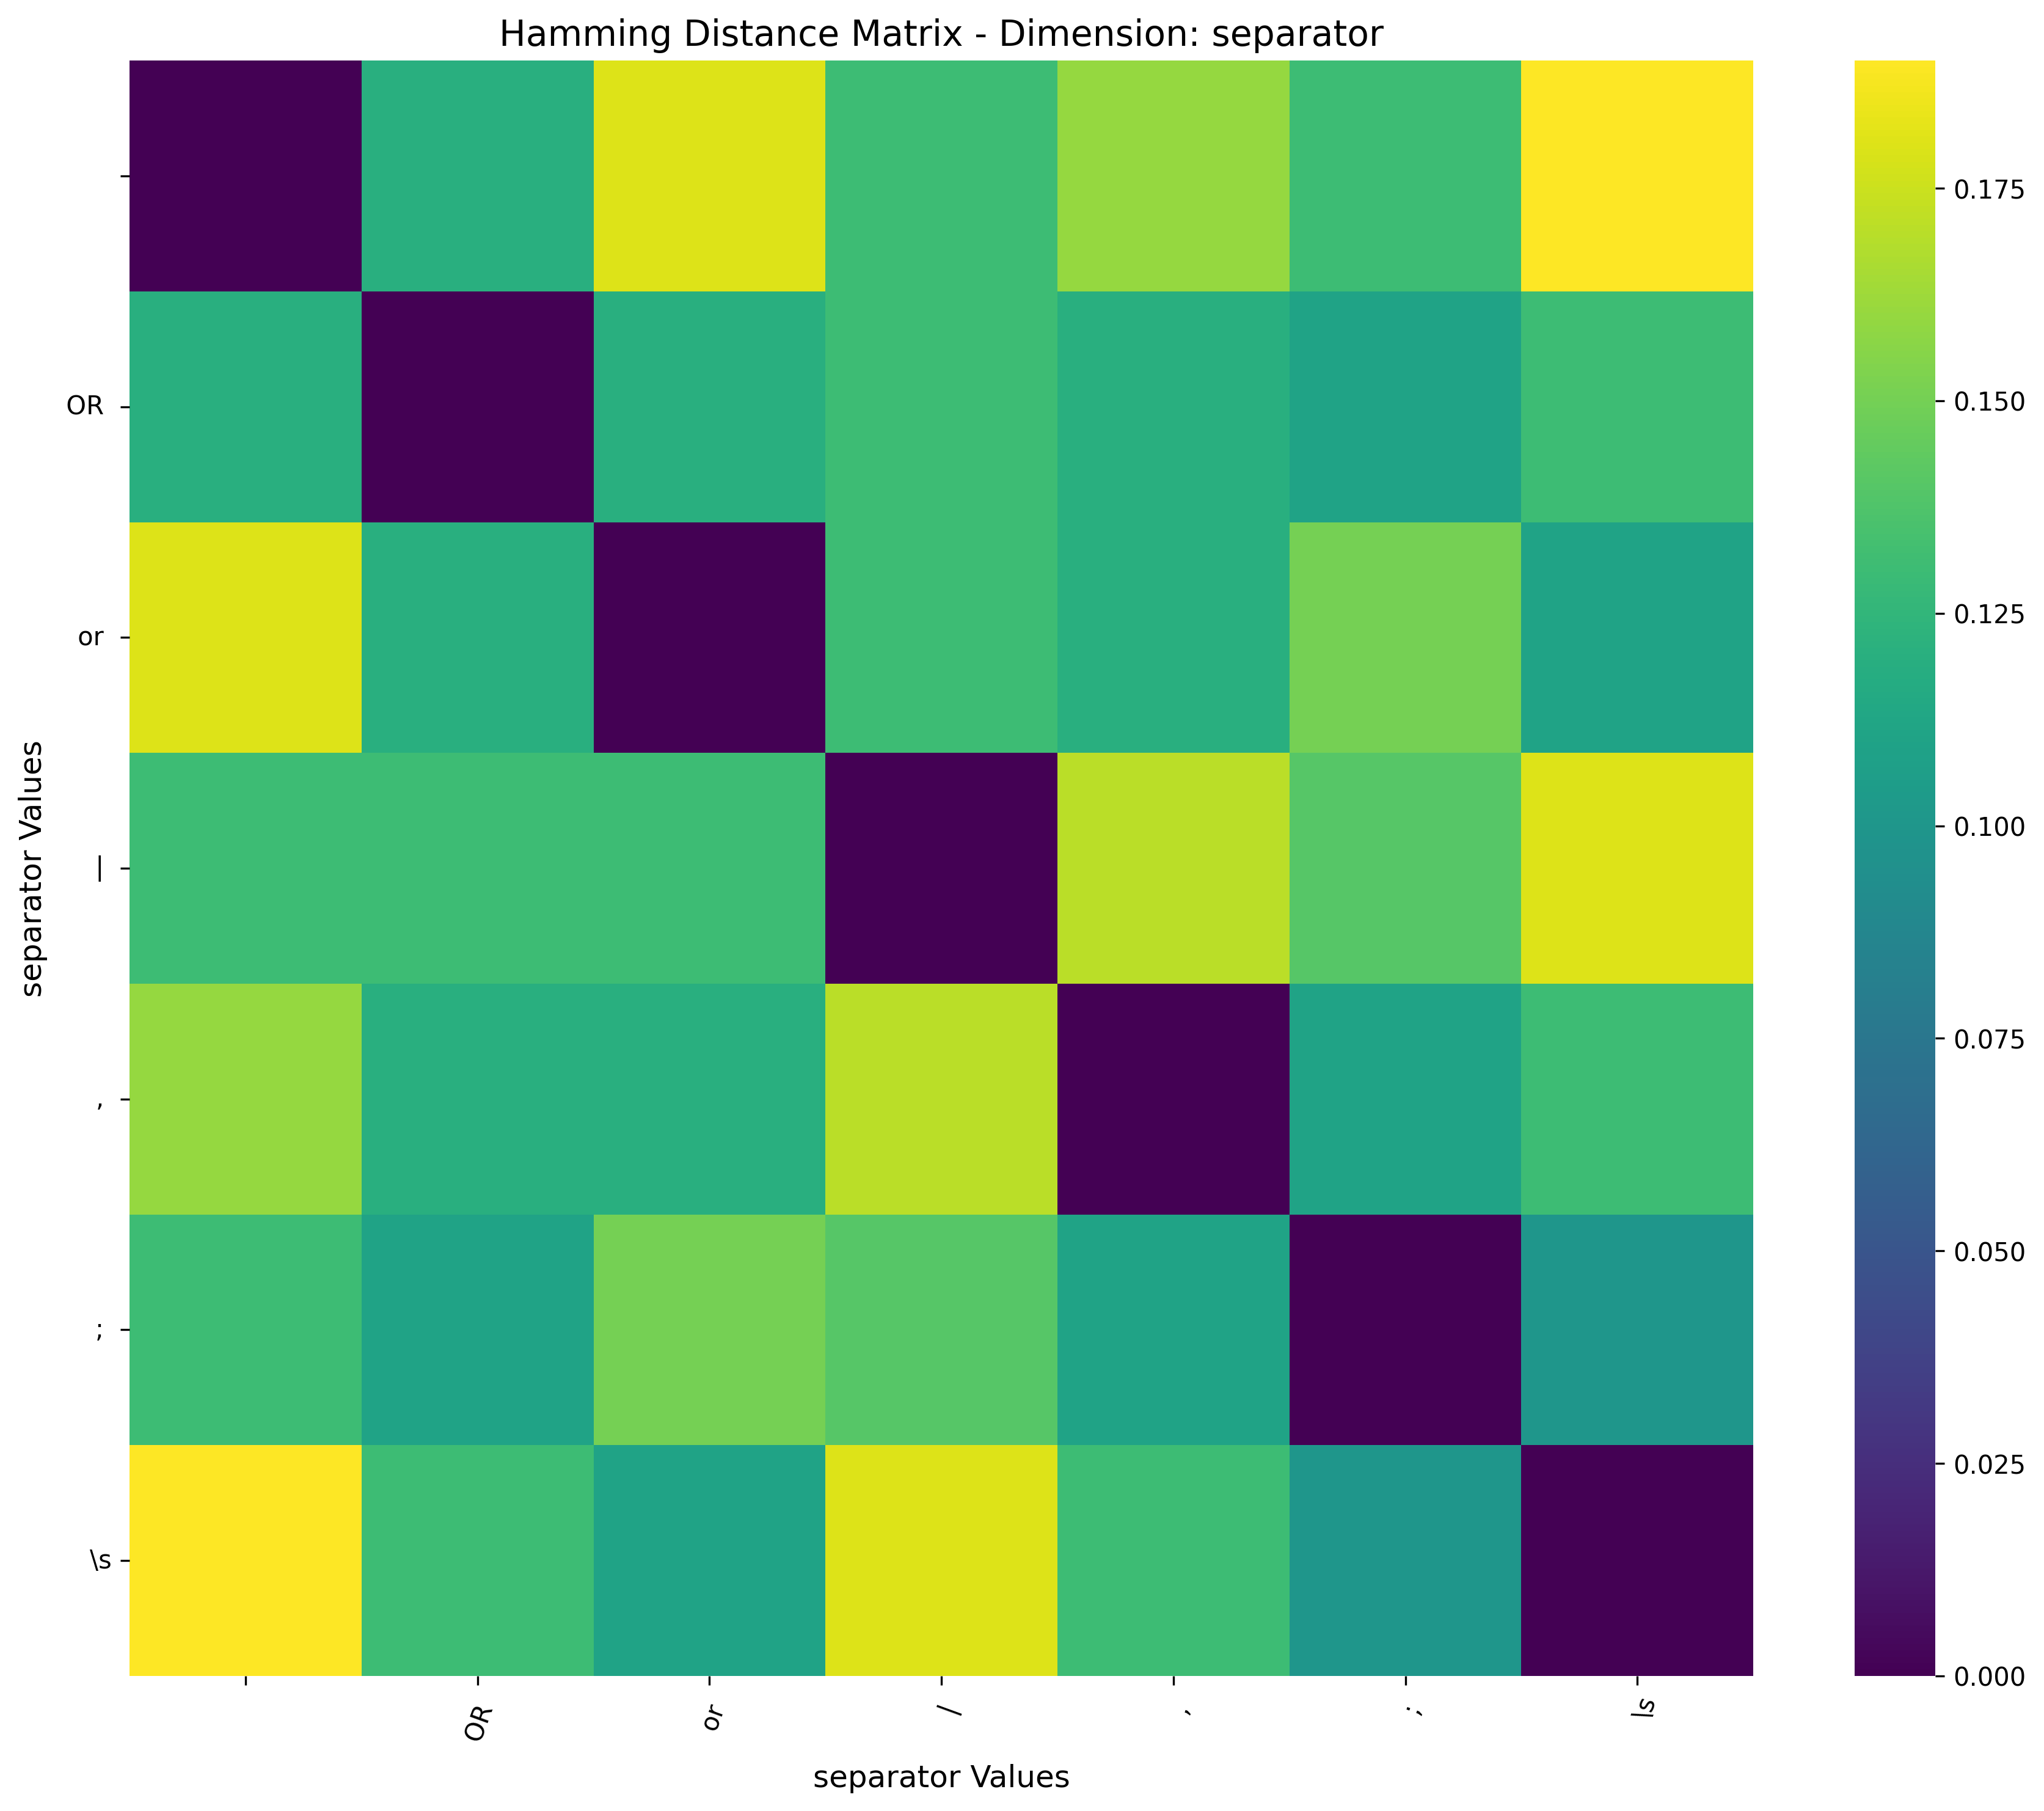 Hamming Distance Matrix - Dimension: separator
separator Values
OR
or
|
,
;
\s
OR
or
|
,
;
\s
separator Values
0.175
0.150
0.125
0.100
0.075
0.050
0.025
0.000